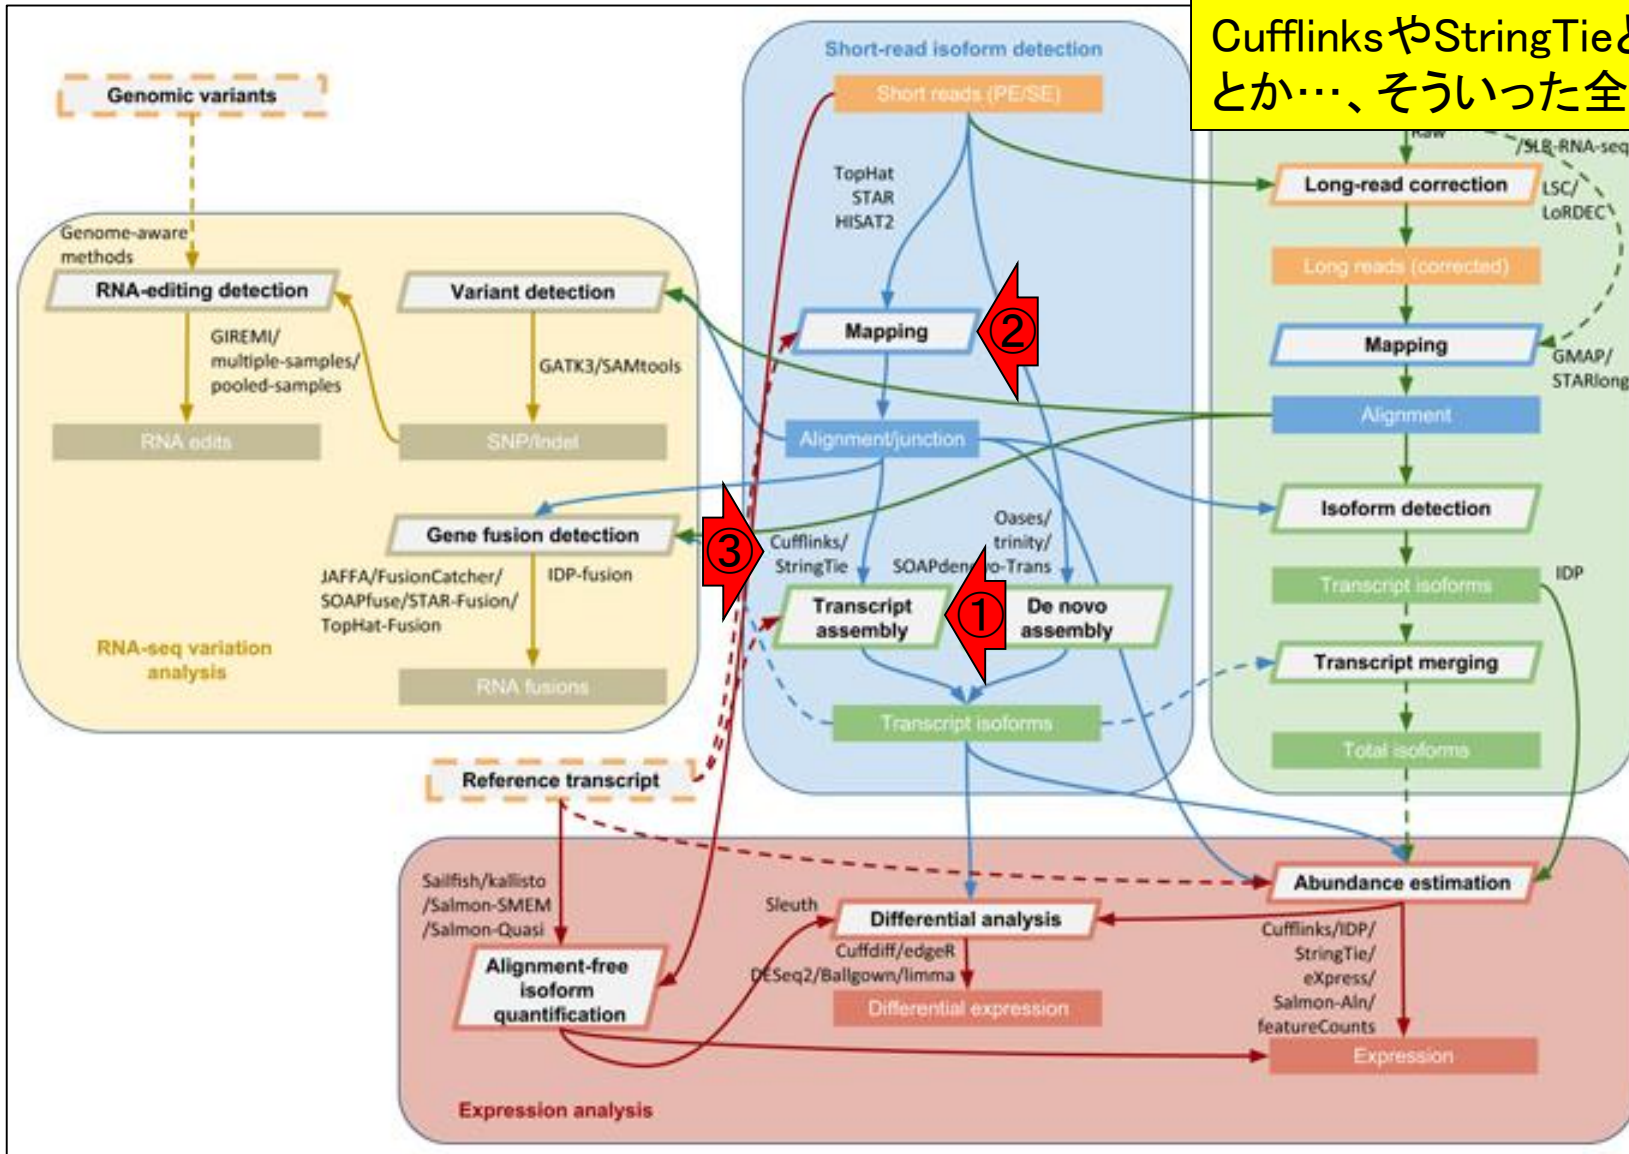 CufflinksやStringTie
とか…、そういった全
Short-read isoform detection
Genomic variants
Short reads (PE/SE)
Raw
/SLR-RNA-seq
TopHat
STAR
HISAT2
Long-read correction
LSC/
LoRDEC
Genome-aware
methods
Long reads (corrected)
RNA-editing detection
Variant detection
Mapping
②
Mapping
GMAP/
STARlong
GIREMI/
multiple-samples/
pooled-samples
GATK3/SAMtools
Alignment
RNA edits
SNP/Indel
Alignment/junction
Isoform detection
Gene fusion detection
③
Cufflinks/
StringTie
Oases/
trinity/
SOAPdenovo-Trans
JAFFA/FusionCatcher/
SOAPfuse/STAR-Fusion/
TopHat-Fusion
IDP-fusion
Transcript isoforms
IDP
Transcript
assembly
①
De novo
assembly
RNA-seq variation
analysis
Transcript merging
RNA fusions
Transcript isoforms
Total isoforms
Reference transcript
Sailfish/kallisto
/Salmon-SMEM
/Salmon-Quasi
Sleuth
Differential analysis
Abundance estimation
Cuffdiff/edgeR
DESeq2/Ballgown/limma
Cufflinks/IDP/
StringTie/
eXpress/
Salmon-Aln/
featureCounts
Alignment-free
isoform
quantification
Differential expression
Expression
Expression analysis